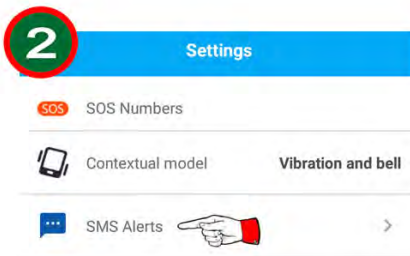 2
Settings
SOS SOS Numbers
Contextual model Vibration and bell
SMS Alerts >